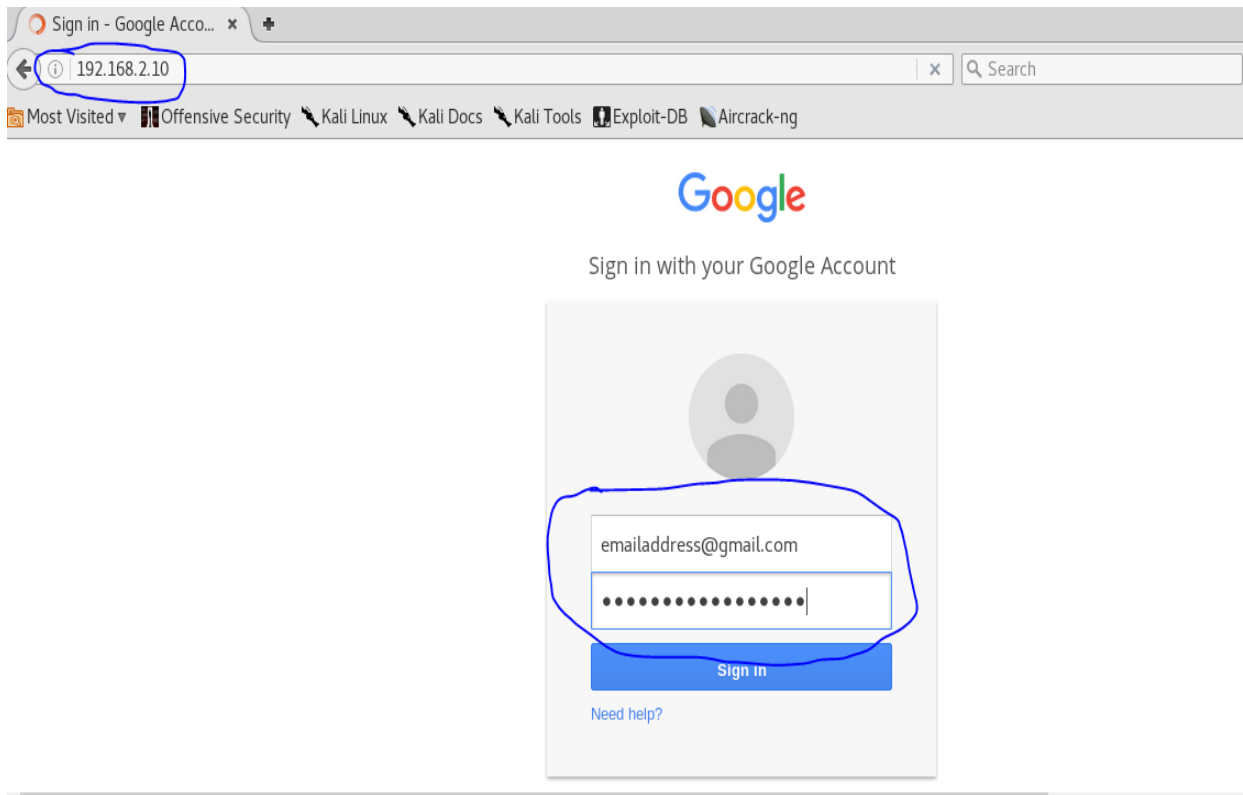 Sign in - Google Acco...
192.168.2.10
Search
Most Visited Offensive Security Kali Linux Kali Docs Kali Tools Exploit-DB Aircrack-ng
Google
Sign in with your Google Account
emailaddress@gmail.com
•••••••••••••••••
Sign in
Need help?